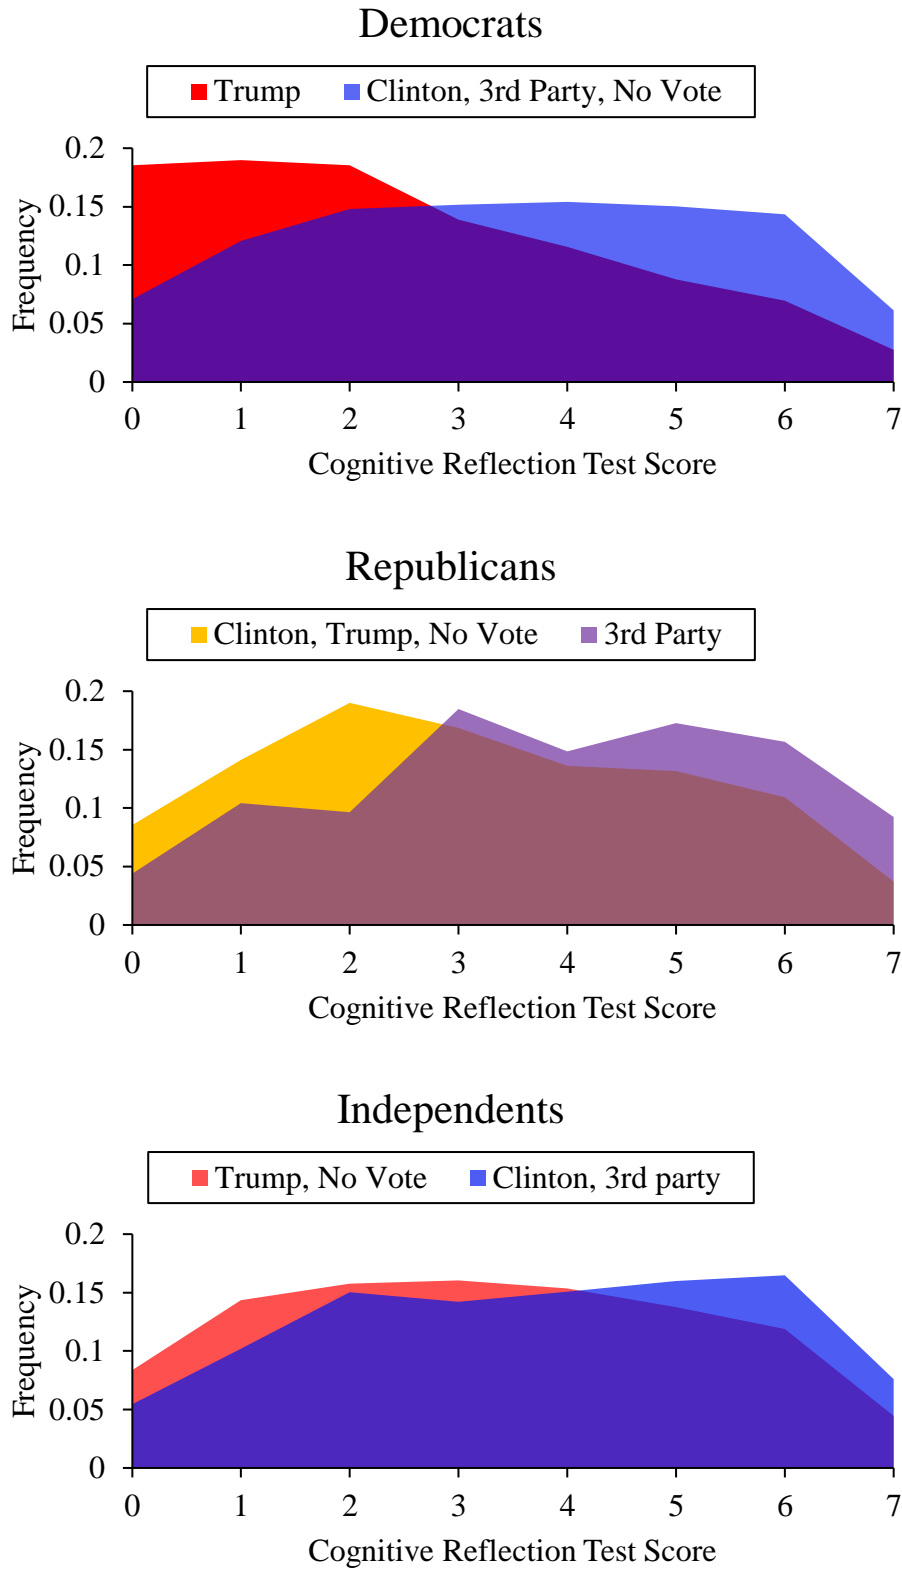 Democrats
Trump Clinton, 3rd Party, No Vote
0.2
0.15
0.1
0.05
0
Frequency
0 1 2 3 4 5 6 7
Cognitive Reflection Test Score
Republicans
Clinton, Trump, No Vote 3rd Party
0.2
0.15
0.1
0.05
0
Frequency
0 1 2 3 4 5 6 7
Cognitive Reflection Test Score
Independents
Trump, No Vote Clinton, 3rd party
0.2
0.15
0.1
0.05
0
Frequency
0 1 2 3 4 5 6 7
Cognitive Reflection Test Score